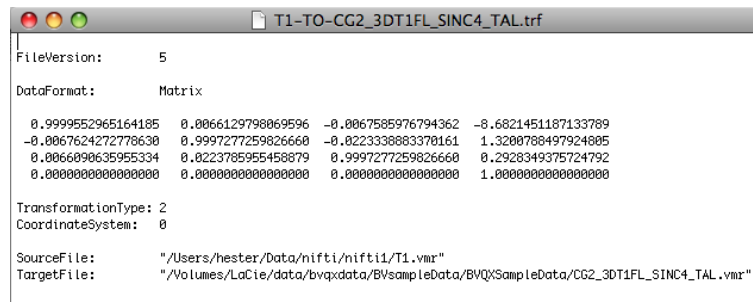 T1-TO-CG2_3DT1FL_SINC4_TAL.trf
FileVersion: 5
DataFormat: Matrix
0.9999552965164185 0.0066129798069596 -0.0067585976794362 -8.6821451187133789
-0.0067624272778630 0.9997277259826660 -0.0223338883370161 1.3200788497924805
0.0066090635955334 0.0223785955458879 0.9997277259826660 0.2928349375724792
0.0000000000000000 0.0000000000000000 0.0000000000000000 1.0000000000000000
TransformationType: 2
CoordinateSystem: 0
SourceFile: "/Users/hester/Data/nifti/nifti1/T1.vmr"
TargetFile: "/Volumes/LaCie/data/bvqxdata/BVsampleData/BVQXSampleData/CG2_3DT1FL_SINC4_TAL.vmr"